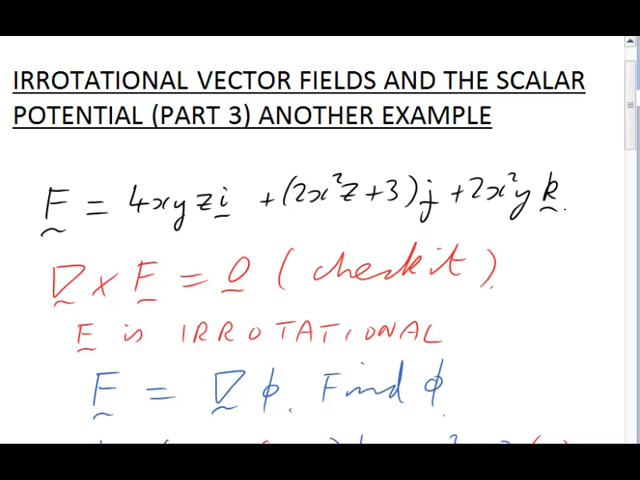 IRROTATIONAL VECTOR FIELDS AND THE SCALAR
POTENTIAL (PART 3) ANOTHER EXAMPLE
F = 4xyz i + (2x²z + 3) j + 2x²y k.
∇ × F = 0 (check it).
F is IRROTATIONAL
F = ∇φ. Find φ.